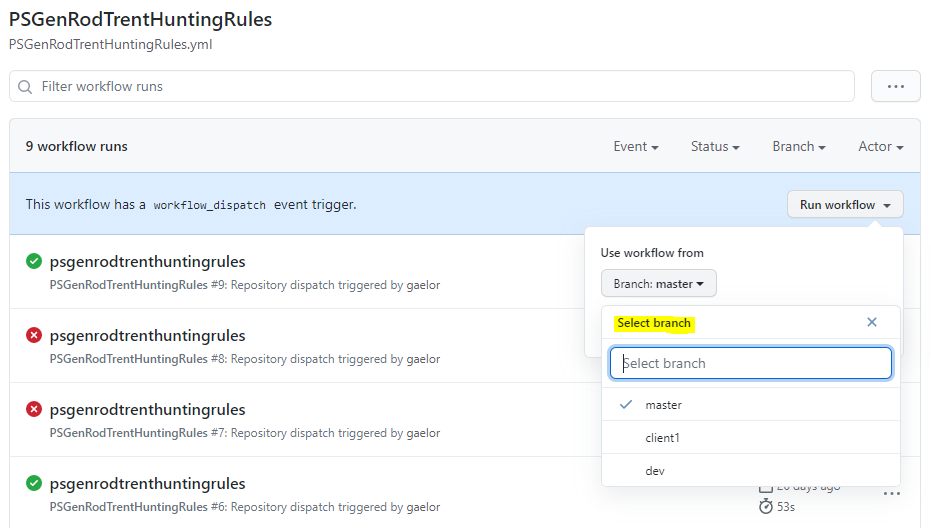 PSGenRodTrentHuntingRules
PSGenRodTrentHuntingRules.yml
Filter workflow runs
9 workflow runs
Event
Status
Branch
Actor
This workflow has a workflow_dispatch event trigger.
Run workflow
psgenrodtrenthuntingrules
PSGenRodTrentHuntingRules #9: Repository dispatch triggered by gaelor
Use workflow from
Branch: master
Select branch
Select branch
master
client1
dev
psgenrodtrenthuntingrules
PSGenRodTrentHuntingRules #8: Repository dispatch triggered by gaelor
psgenrodtrenthuntingrules
PSGenRodTrentHuntingRules #7: Repository dispatch triggered by gaelor
psgenrodtrenthuntingrules
PSGenRodTrentHuntingRules #6: Repository dispatch triggered by gaelor
days ago
53s